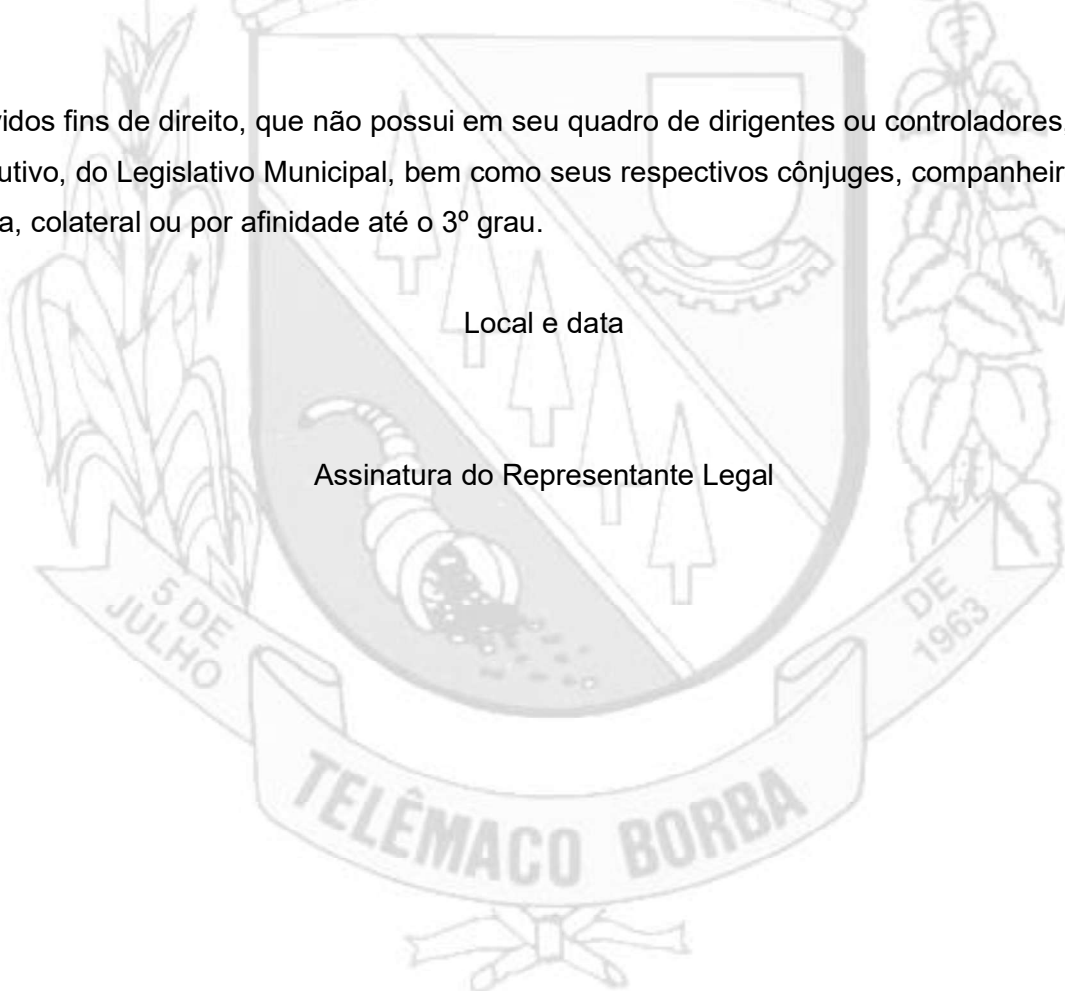 vidos fins de direito, que não possui em seu quadro de dirigentes ou controladores,
utivo, do Legislativo Municipal, bem como seus respectivos cônjuges, companheir
a, colateral ou por afinidade até o 3º grau.
Local e data
Assinatura do Representante Legal
5 DE
JULHO
DE
1963
TELÊMACO BORBA